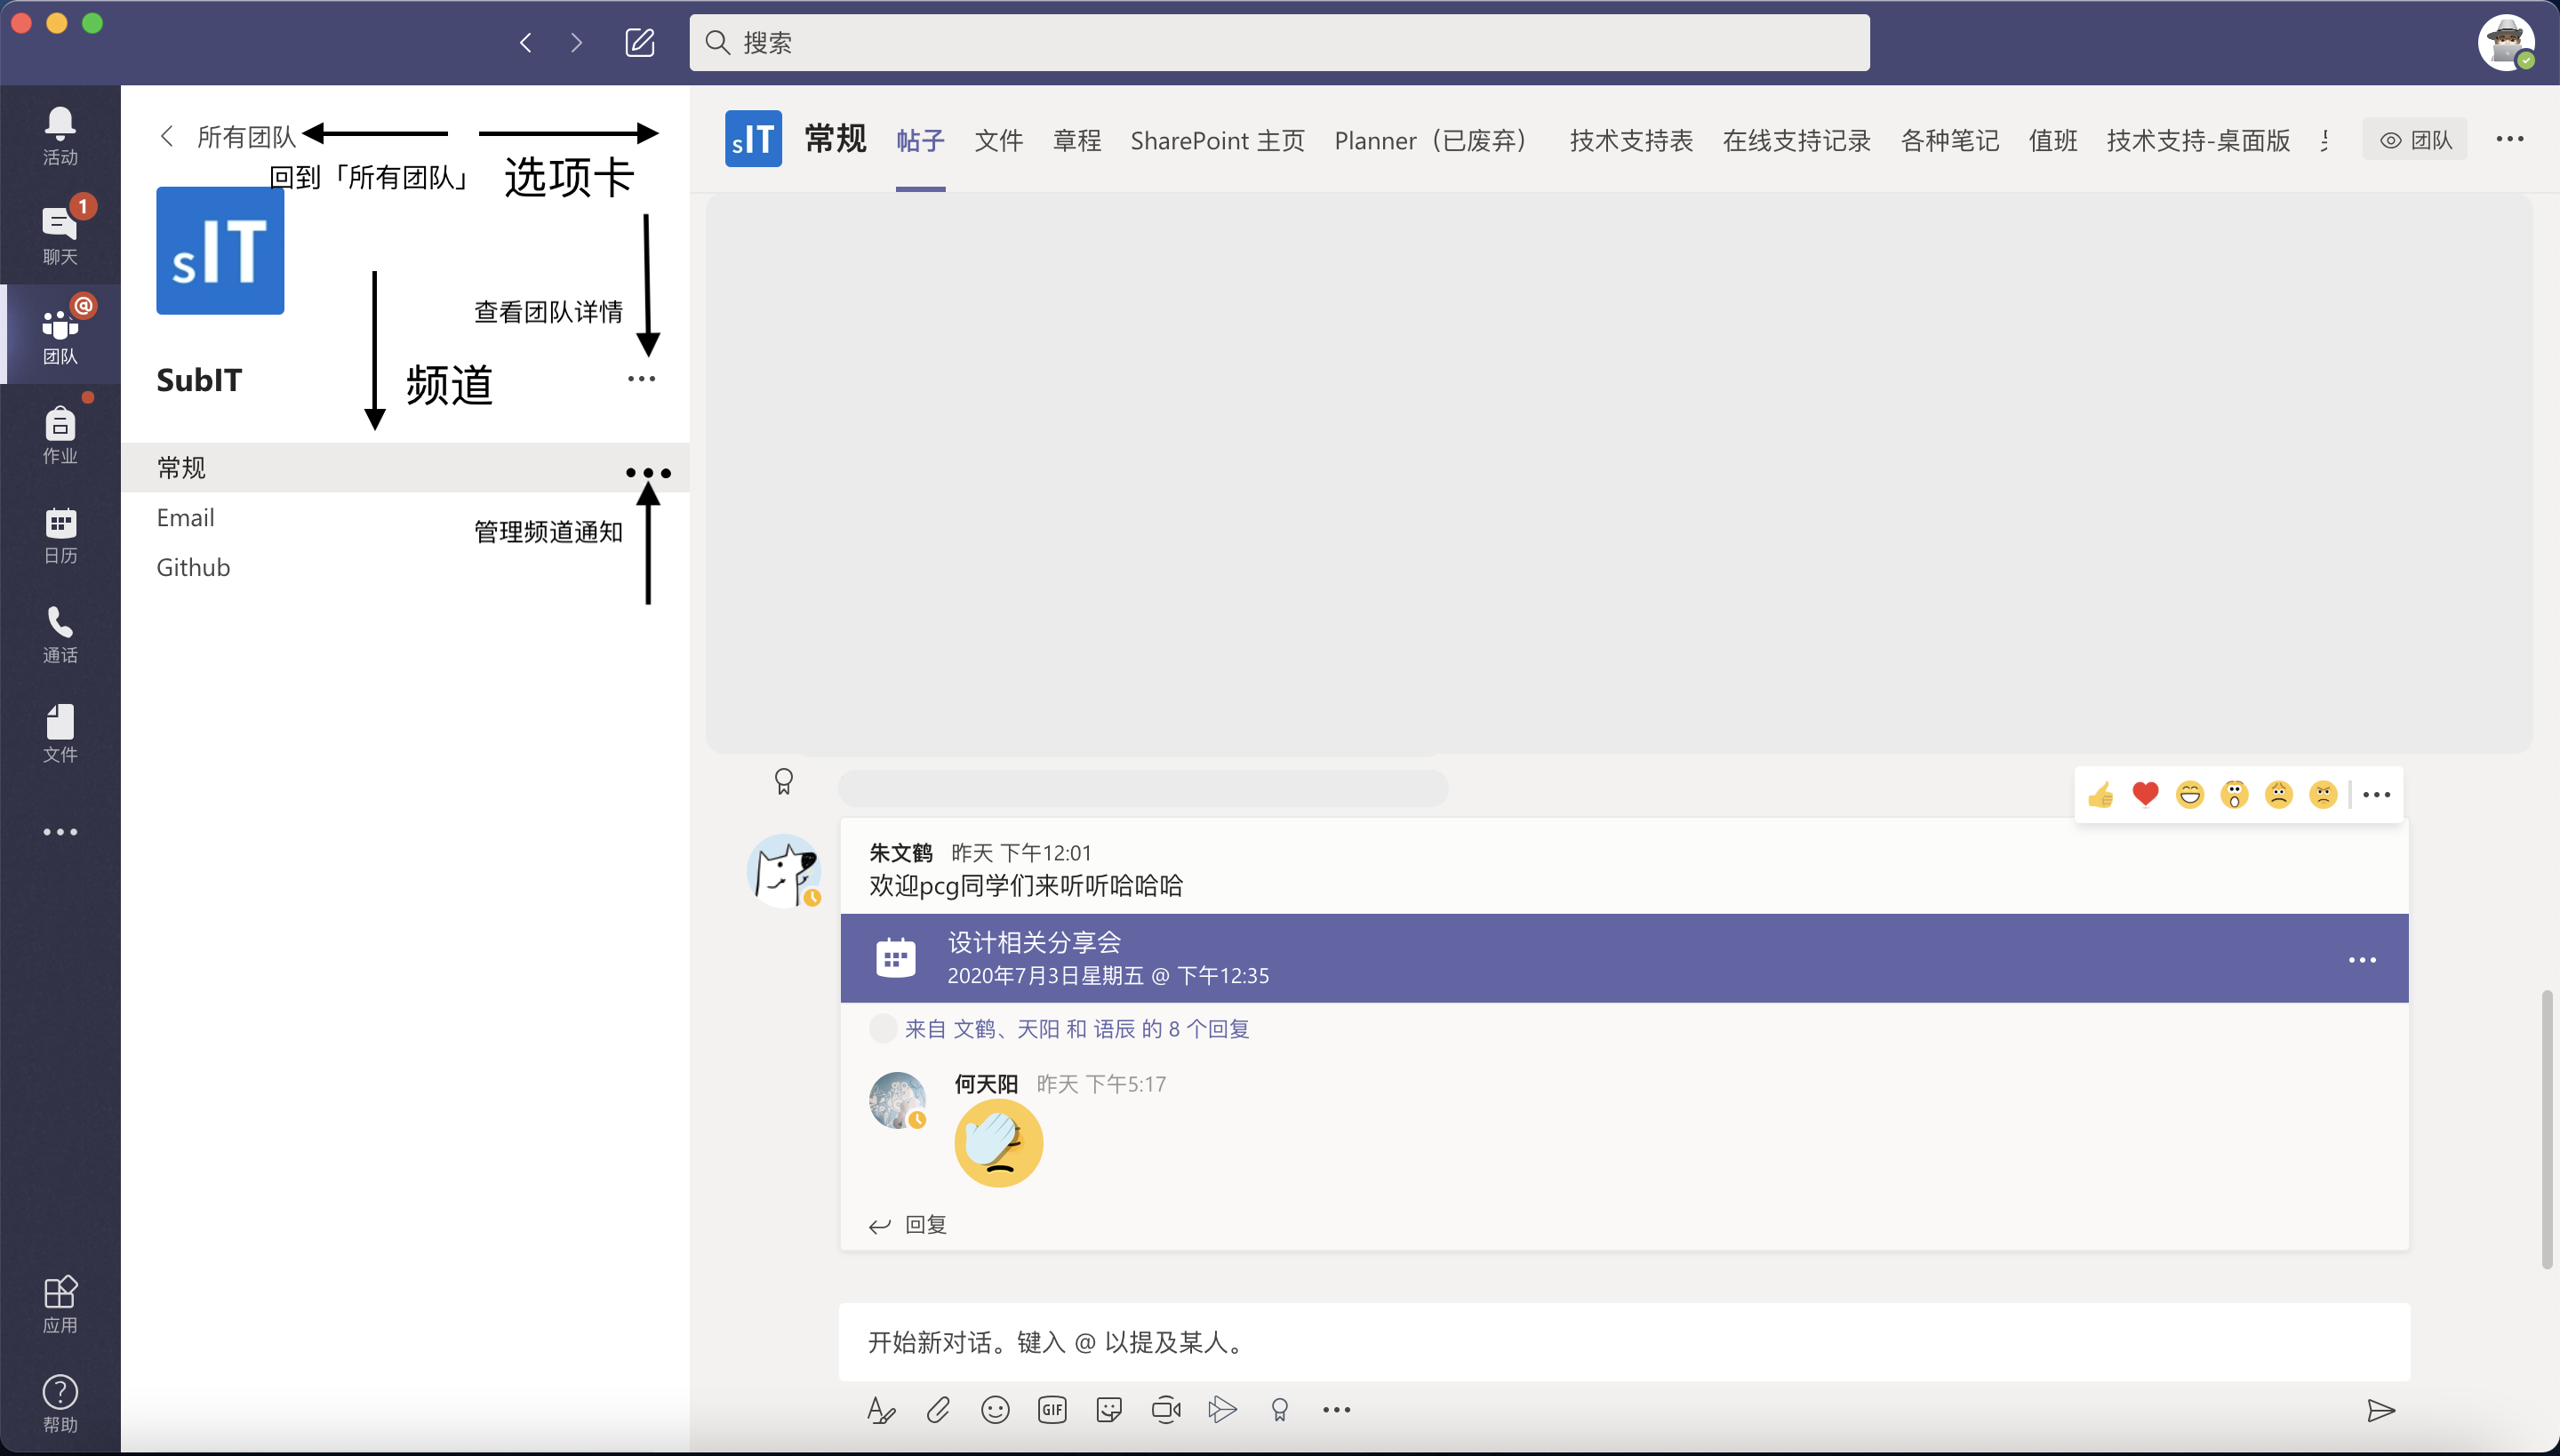 搜索
活动
1
聊天
@
团队
作业
日历
通话
文件
应用
帮助
所有团队
回到「所有团队」
选项卡
sIT
查看团队详情
SubIT
频道
常规
管理频道通知
Email
Github
sIT 常规 帖子 文件 章程 SharePoint 主页 Planner（已废弃） 技术支持表 在线支持记录 各种笔记 值班 技术支持-桌面版 团队
朱文鹤 昨天 下午12:01
欢迎pcg同学们来听听哈哈哈
设计相关分享会
2020年7月3日星期五 @ 下午12:35
来自 文鹤、天阳 和 语辰 的 8 个回复
何天阳 昨天 下午5:17
回复
开始新对话。键入 @ 以提及某人。
GIF